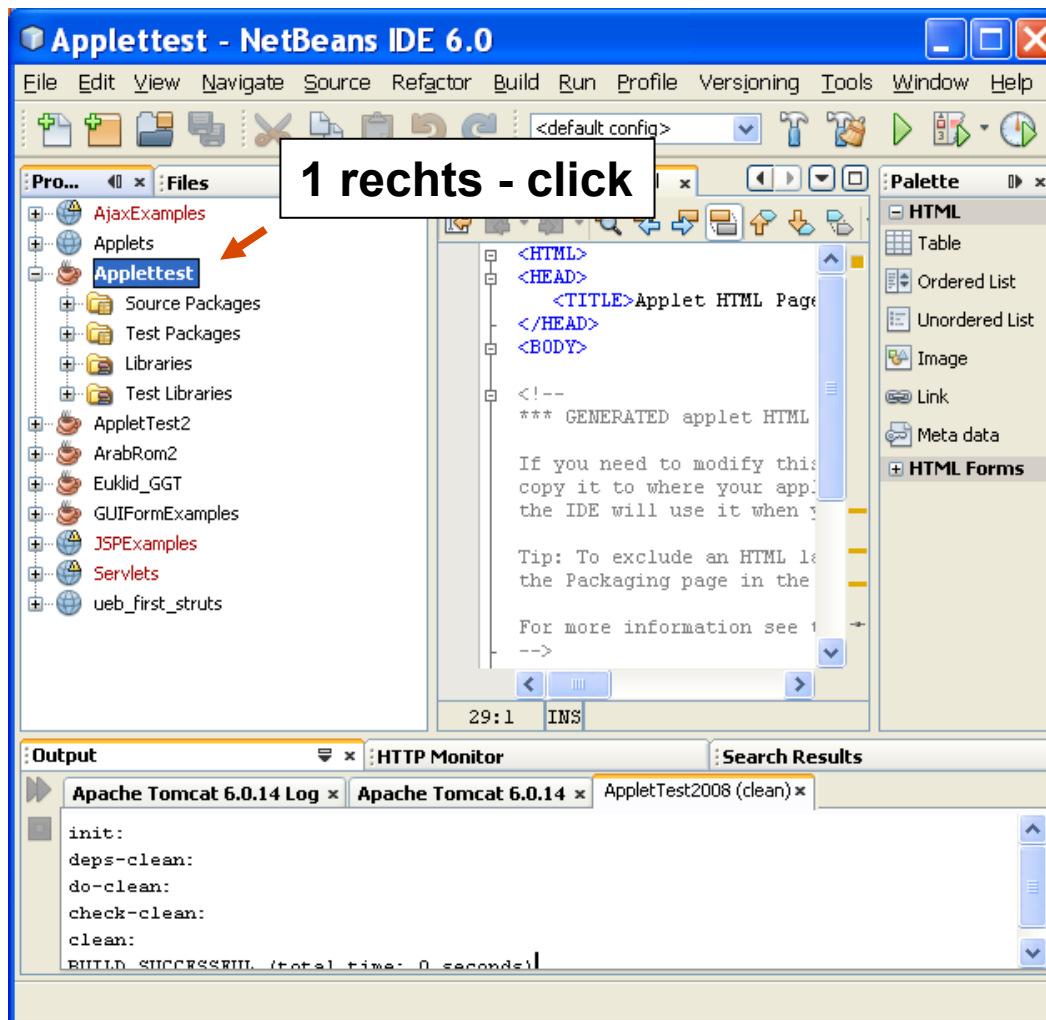 Applettest - NetBeans IDE 6.0
File Edit View Navigate Source Refactor Build Run Profile Versioning Tools Window Help
<default config>
1 rechts - click
Pro... Files
AjaxExamples
Applets
Applettest
Source Packages
Test Packages
Libraries
Test Libraries
AppletTest2
ArabRom2
Euklid_GGT
GUIFormExamples
JSPExamples
Servlets
ueb_first_struts
<HTML>
<HEAD>
<TITLE>Applet HTML Page
</HEAD>
<BODY>
<!--
*** GENERATED applet HTML
If you need to modify this
copy it to where your appl
the IDE will use it when y
Tip: To exclude an HTML la
the Packaging page in the
For more information see t
-->
29:1 INS
Palette
HTML
Table
Ordered List
Unordered List
Image
Link
Meta data
HTML Forms
Output HTTP Monitor Search Results
Apache Tomcat 6.0.14 Log Apache Tomcat 6.0.14 AppletTest2008 (clean)
init:
deps-clean:
do-clean:
check-clean:
clean:
BUILD SUCCESSFUL (total time: 0 seconds)